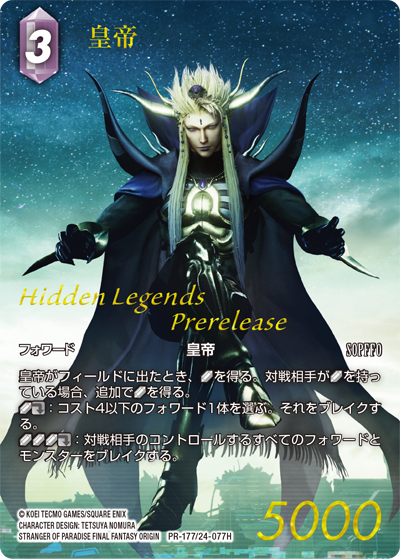 3
皇帝
Hidden Legends
Prerelease
フォワード 皇帝 SOPFFO
皇帝がフィールドに出たとき、を得る。対戦相手がを持っ
ている場合、追加でを得る。
：コスト4以下のフォワード1体を選ぶ。それをブレイクす
る。
：対戦相手のコントロールするすべてのフォワードと
モンスターをブレイクする。
© KOEI TECMO GAMES/SQUARE ENIX
CHARACTER DESIGN: TETSUYA NOMURA
STRANGER OF PARADISE FINAL FANTASY ORIGIN PR-177/24-077H
5000